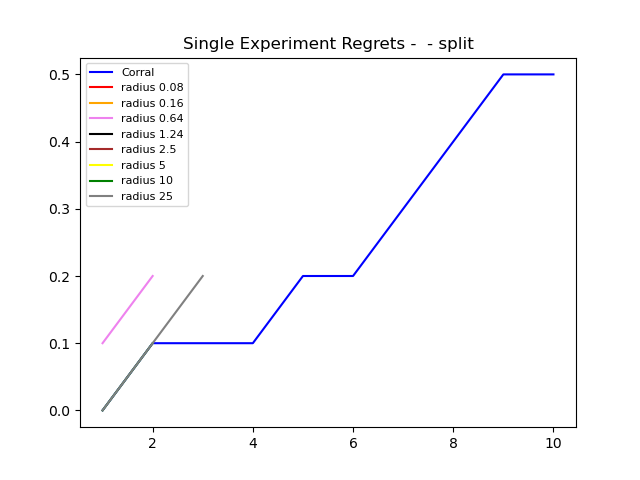 Single Experiment Regrets -  - split
0.5
0.4
0.3
0.2
0.1
0.0
Corral
radius 0.08
radius 0.16
radius 0.64
radius 1.24
radius 2.5
radius 5
radius 10
radius 25
2
4
6
8
10